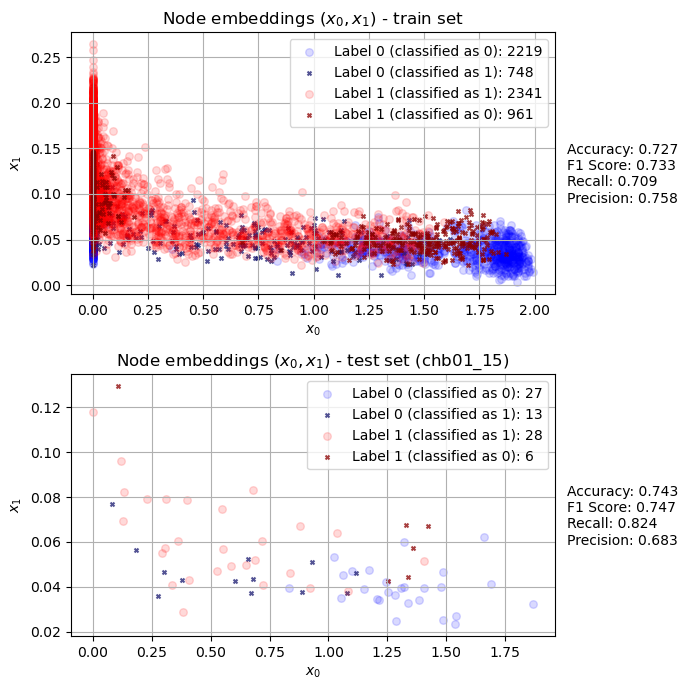 Node embeddings (x₀, x₁) - train set
Label 0 (classified as 0): 2219
Label 0 (classified as 1): 748
Label 1 (classified as 1): 2341
Label 1 (classified as 0): 961
0.25
0.20
0.15
0.10
0.05
0.00
x₁
Accuracy: 0.727
F1 Score: 0.733
Recall: 0.709
Precision: 0.758
0.00 0.25 0.50 0.75 1.00 1.25 1.50 1.75 2.00
x₀
Node embeddings (x₀, x₁) - test set (chb01_15)
Label 0 (classified as 0): 27
Label 0 (classified as 1): 13
Label 1 (classified as 1): 28
Label 1 (classified as 0): 6
0.12
0.10
0.08
0.06
0.04
0.02
x₁
Accuracy: 0.743
F1 Score: 0.747
Recall: 0.824
Precision: 0.683
0.00 0.25 0.50 0.75 1.00 1.25 1.50 1.75
x₀